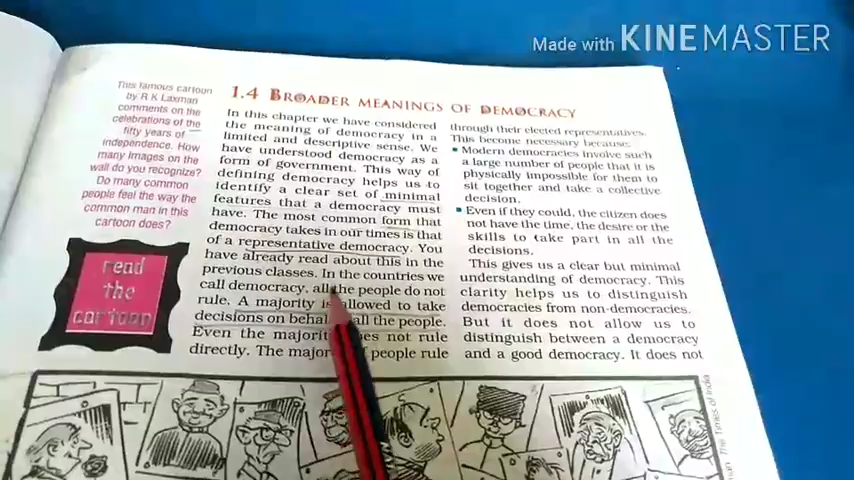 Made with KINEMASTER
This famous cartoon
by R K Laxman
comments on the
celebrations of the
fifty years of
independence. How
many images on the
wall do you recognize?
Do many common
people feel the way the
common man in this
cartoon does?
read
the
cartoon
1.4 BROADER MEANINGS OF DEMOCRACY
In this chapter we have considered
the meaning of democracy in a
limited and descriptive sense. We
have understood democracy as a
form of government. This way of
defining democracy helps us to
identify a clear set of minimal
features that a democracy must
have. The most common form that
democracy takes in our times is that
of a representative democracy. You
have already read about this in the
previous classes. In the countries we
call democracy, all the people do not
rule. A majority is allowed to take
decisions on behal all the people.
Even the majori es not rule
directly. The major f people rule
through their elected representatives.
This become necessary because:
• Modern democracies involve such
a large number of people that it is
physically impossible for them to
sit together and take a collective
decision.
• Even if they could, the citizen does
not have the time, the desire or the
skills to take part in all the
decisions.
This gives us a clear but minimal
understanding of democracy. This
clarity helps us to distinguish
democracies from non-democracies.
But it does not allow us to
distinguish between a democracy
and a good democracy. It does not
The Times of India